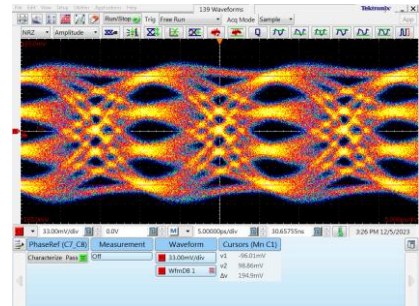 File Edit View Setup Utilities Applications Help
139 Waveforms
Tektronix
Run/Stop Trig Free Run Acq Mode Sample
NRZ Amplitude
33.00mV/div 0.0V M 5.00000ps/div 30.65755ns 3:26 PM 12/5/2023
PhaseRef (C7_C8) Measurement Waveform Cursors (Mn C1)
Characterize Pass Off 33.00mV/div v1 -96.01mV
WfmDB 1 v2 98.86mV
Δv 194.9mV